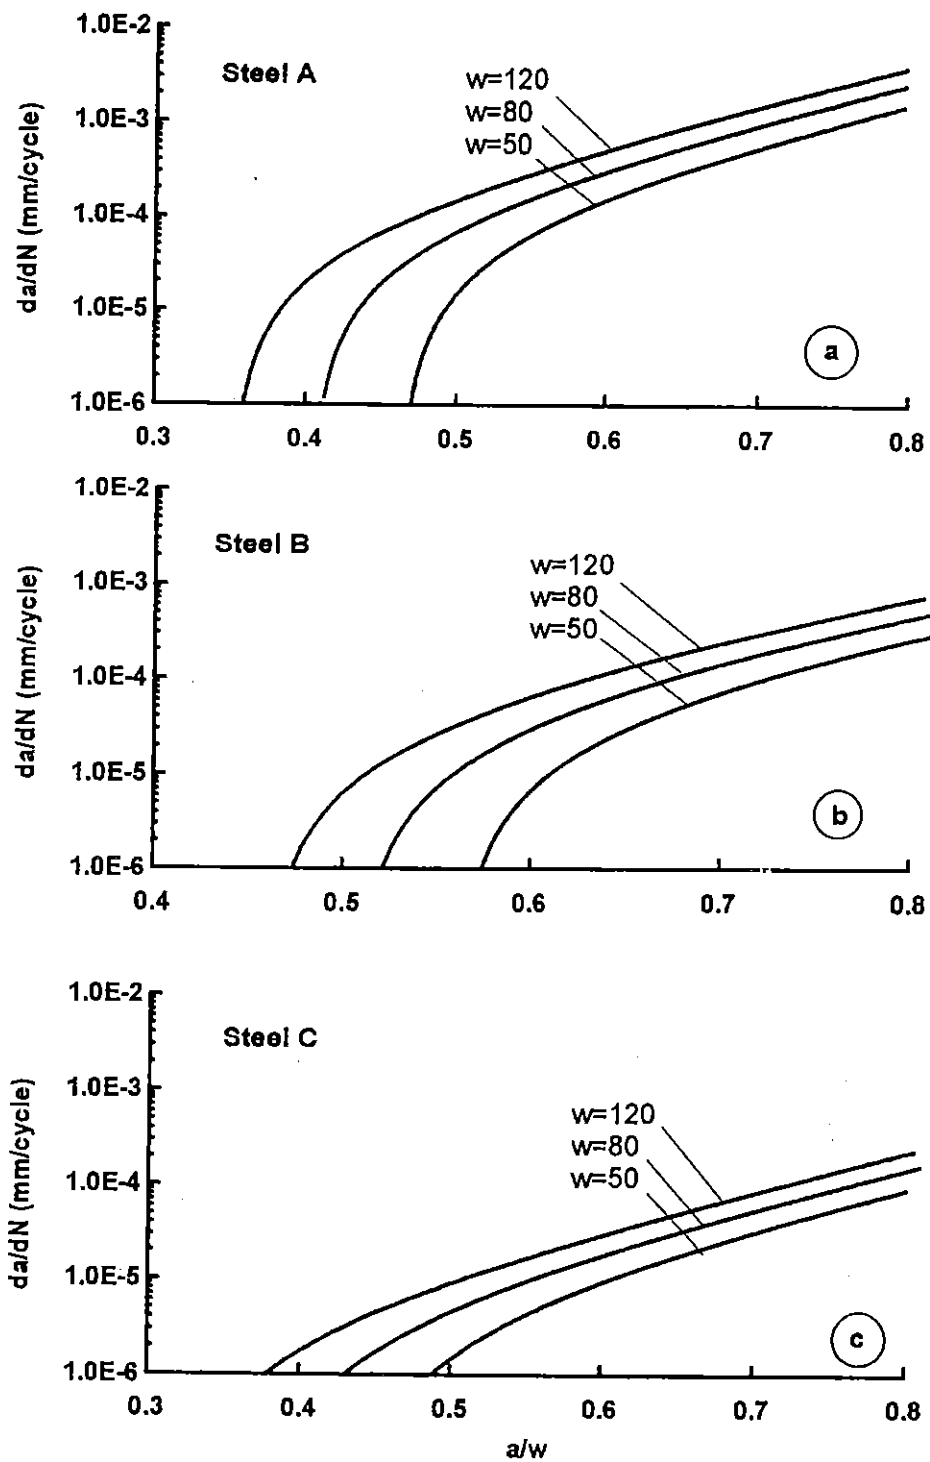 1.0E-2
Steel A
w=120
1.0E-3
w=80
w=50
da/dN (mm/cycle)
1.0E-4
1.0E-5
a
1.0E-6
0.3 0.4 0.5 0.6 0.7 0.8
1.0E-2
Steel B
w=120
1.0E-3
w=80
w=50
da/dN (mm/cycle)
1.0E-4
1.0E-5
b
1.0E-6
0.4 0.5 0.6 0.7 0.8
1.0E-2
Steel C
1.0E-3
w=120
w=80
w=50
da/dN (mm/cycle)
1.0E-4
1.0E-5
c
1.0E-6
0.3 0.4 0.5 0.6 0.7 0.8
a/w